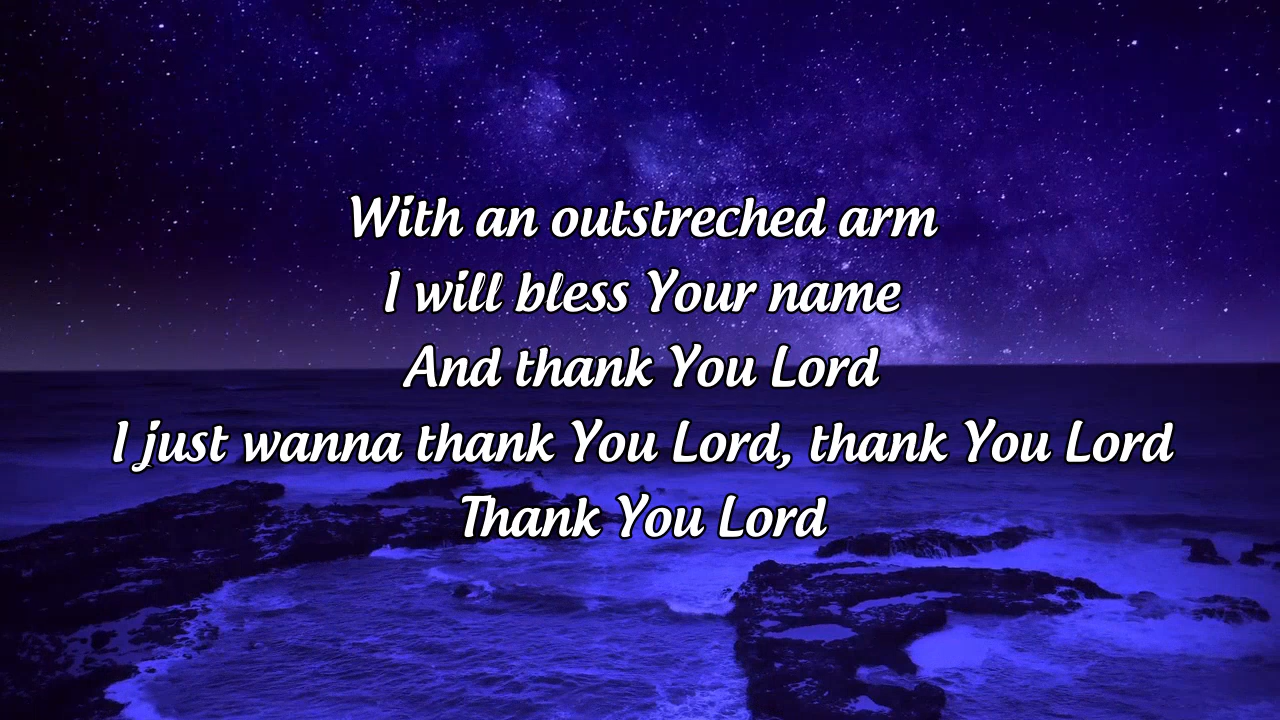 With an outstreched arm
I will bless Your name
And thank You Lord
I just wanna thank You Lord, thank You Lord
Thank You Lord